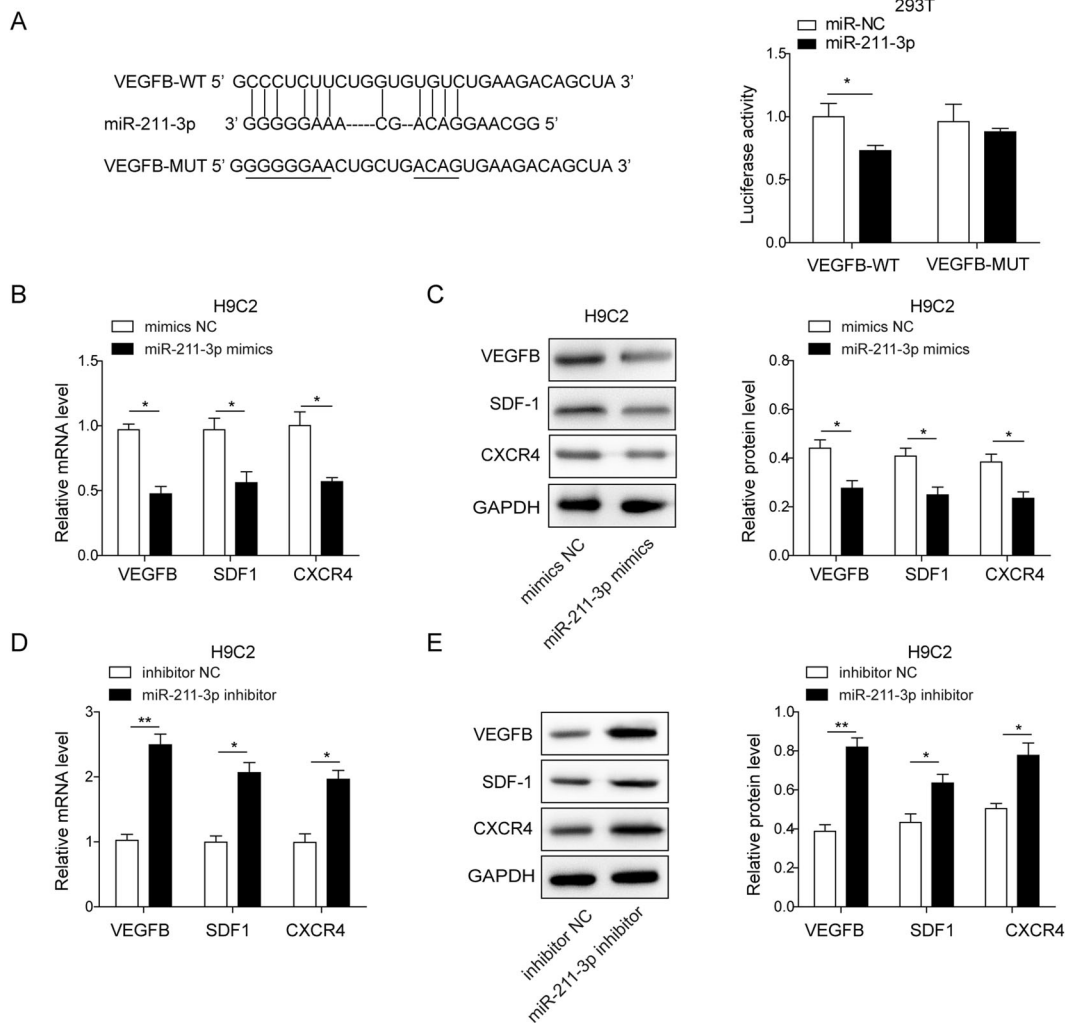 A
VEGFB-WT 5’ GCCCUCUUCUGGUGUGUCUGAAGACAGCUA 3’
miR-211-3p 3’ GGGGGGAAA-----CG--ACAGGAACGG 5’
VEGFB-MUT 5’ GGGGGGGAACUGCUGACAGUGAAGACAGCUA 3’
293T
miR-NC
miR-211-3p
Luciferase activity
1.5
1.0
0.5
0.0
*
VEGFB-WT VEGFB-MUT
B
H9C2
mimics NC
miR-211-3p mimics
Relative mRNA level
1.5
1.0
0.5
0.0
* * *
VEGFB SDF1 CXCR4
C
H9C2
VEGFB
SDF-1
CXCR4
GAPDH
mimics NC
miR-211-3p mimics
H9C2
mimics NC
miR-211-3p mimics
Relative protein level
0.8
0.6
0.4
0.2
0.0
* * *
VEGFB SDF1 CXCR4
D
H9C2
inhibitor NC
miR-211-3p inhibitor
Relative mRNA level
3
2
1
0
** * *
VEGFB SDF1 CXCR4
E
VEGFB
SDF-1
CXCR4
GAPDH
inhibitor NC
miR-211-3p inhibitor
H9C2
inhibitor NC
miR-211-3p inhibitor
Relative protein level
1.0
0.8
0.6
0.4
0.2
0.0
** * *
VEGFB SDF1 CXCR4